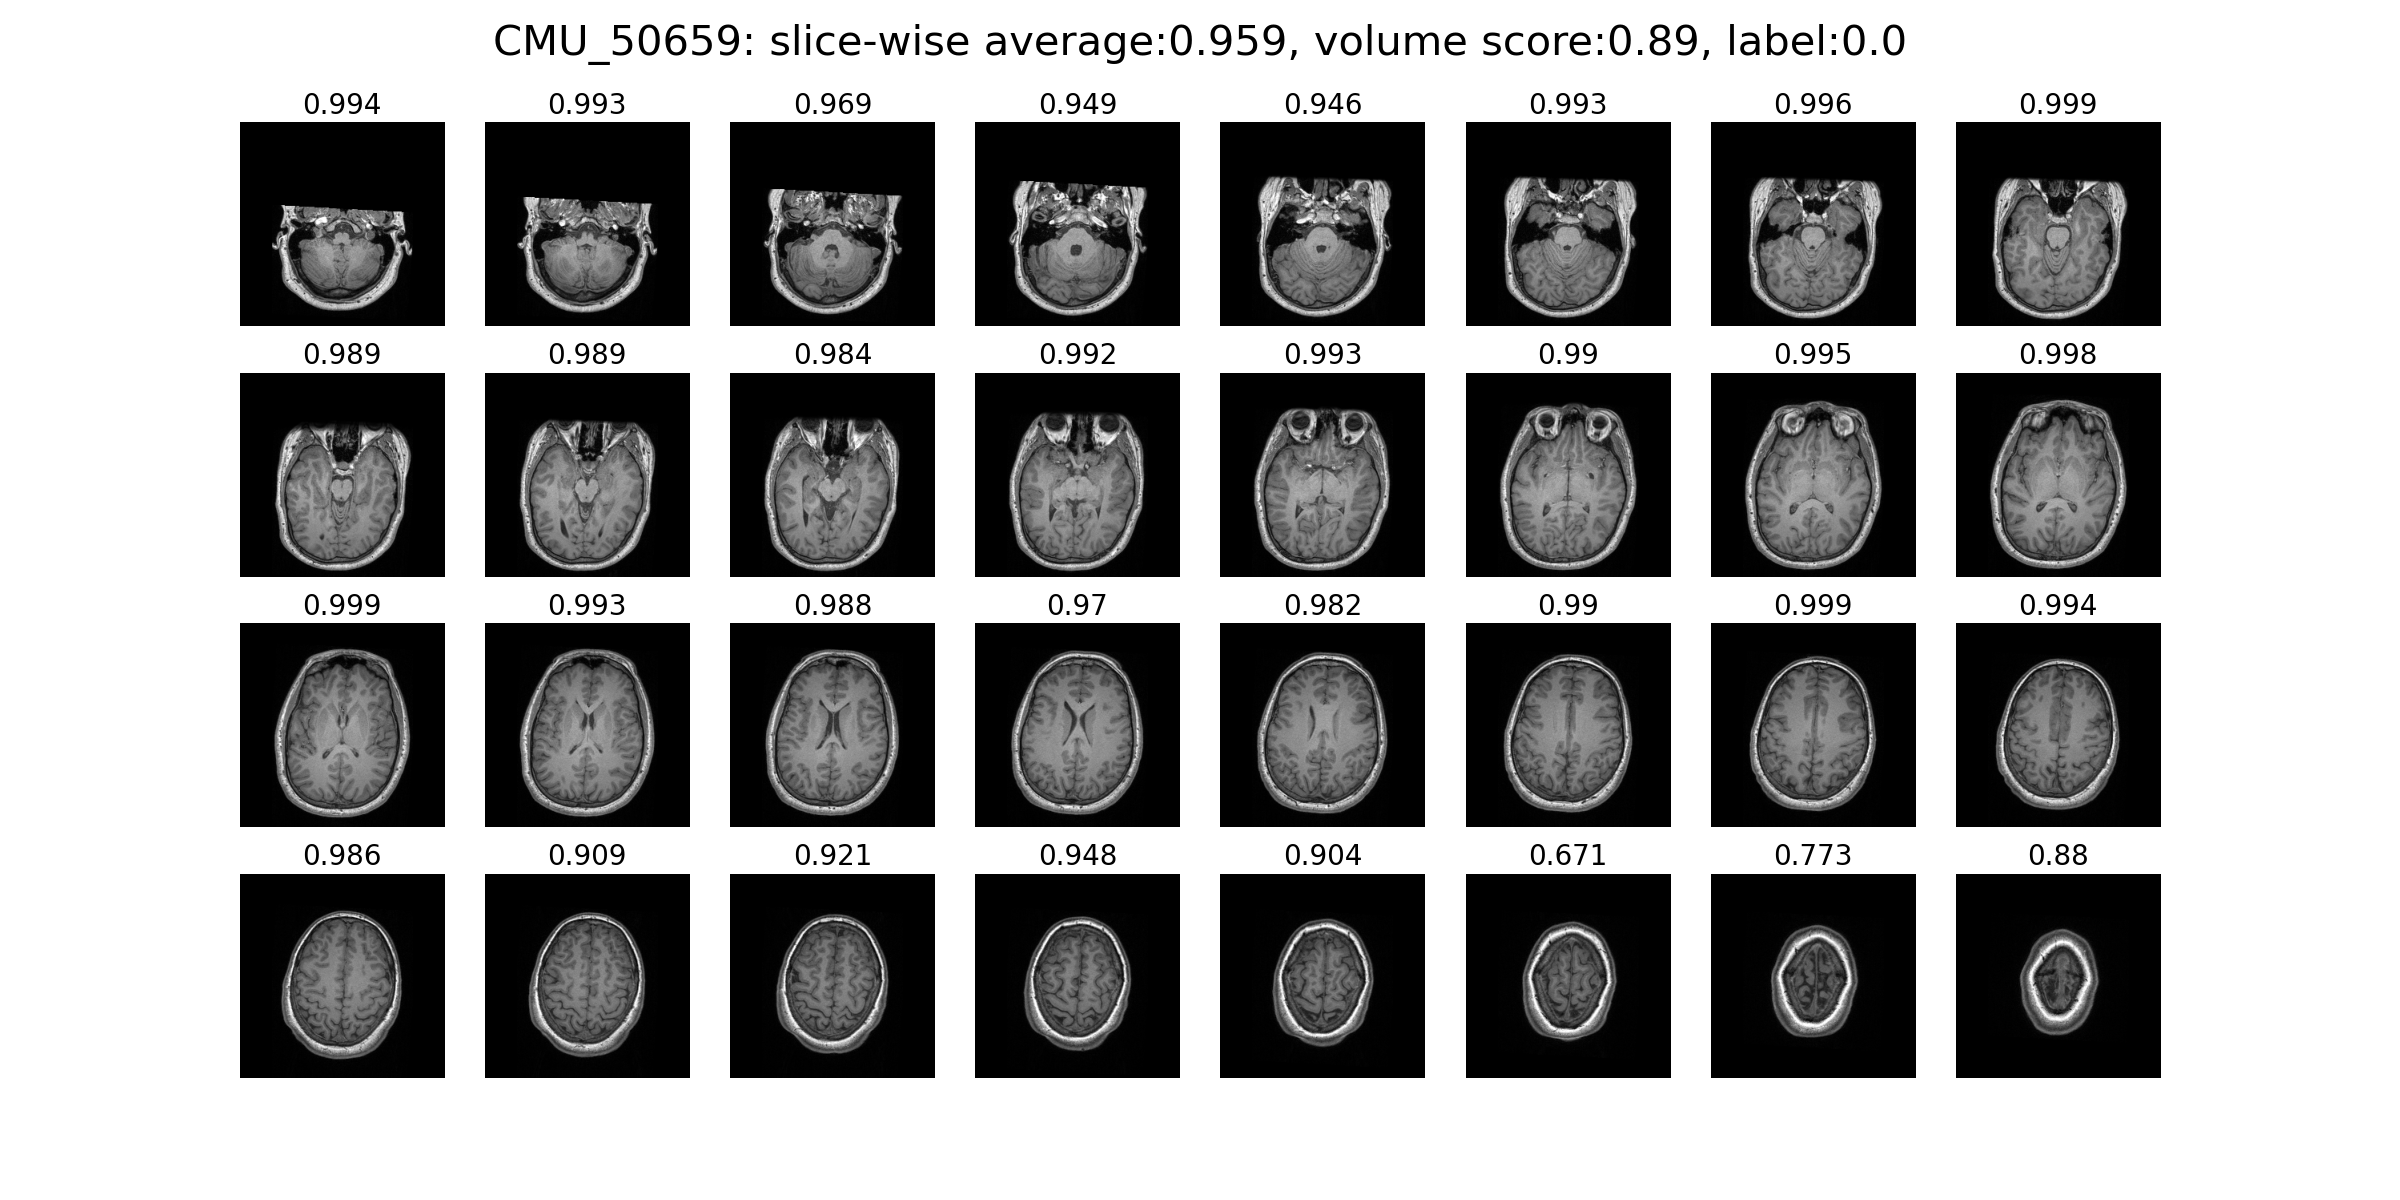 CMU_50659: slice-wise average:0.959, volume score:0.89, label:0.0
0.994 0.993 0.969 0.949 0.946 0.993 0.996 0.999
0.989 0.989 0.984 0.992 0.993 0.99 0.995 0.998
0.999 0.993 0.988 0.97 0.982 0.99 0.999 0.994
0.986 0.909 0.921 0.948 0.904 0.671 0.773 0.88